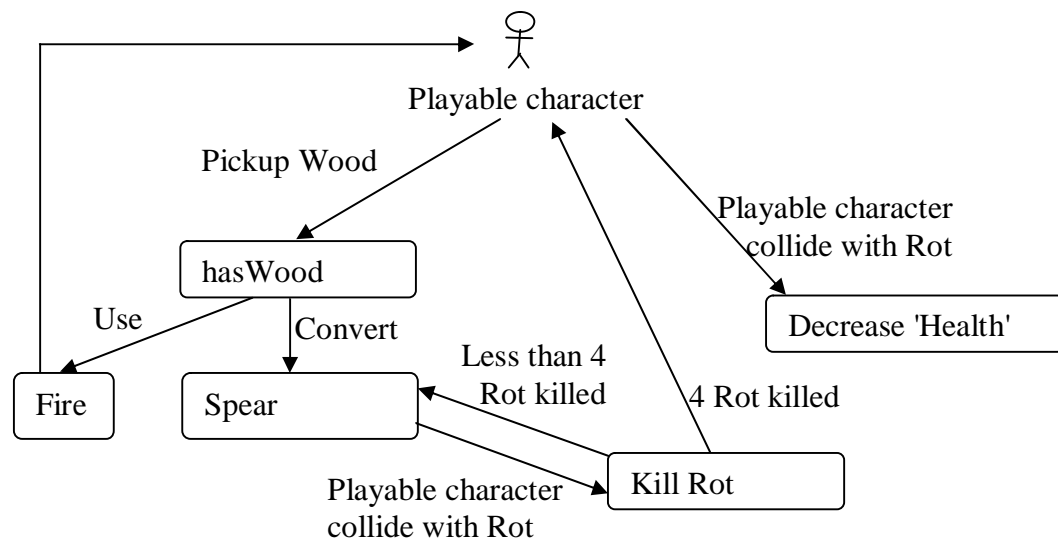 Playable character
Pickup Wood
Playable character
collide with Rot
hasWood
Use
Convert
Decrease 'Health'
Less than 4
Rot killed
4 Rot killed
Fire
Spear
Kill Rot
Playable character
collide with Rot